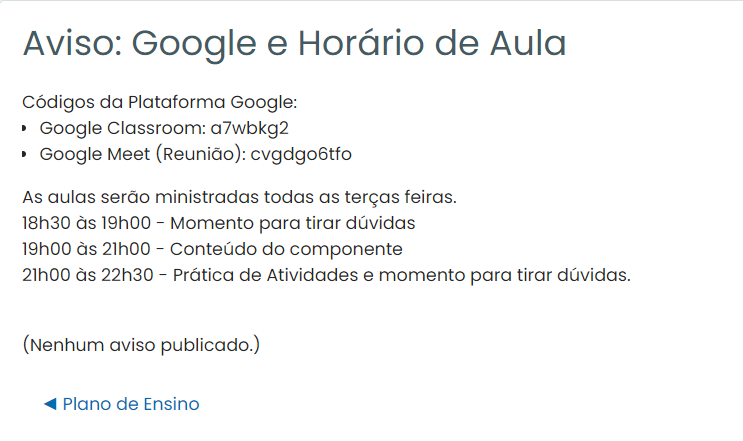 Aviso: Google e Horário de Aula
Códigos da Plataforma Google:
• Google Classroom: a7wbkg2
• Google Meet (Reunião): cvgdgo6tfo
As aulas serão ministradas todas as terças feiras.
18h30 às 19h00 - Momento para tirar dúvidas
19h00 às 21h00 - Conteúdo do componente
21h00 às 22h30 - Prática de Atividades e momento para tirar dúvidas.
(Nenhum aviso publicado.)
◄ Plano de Ensino